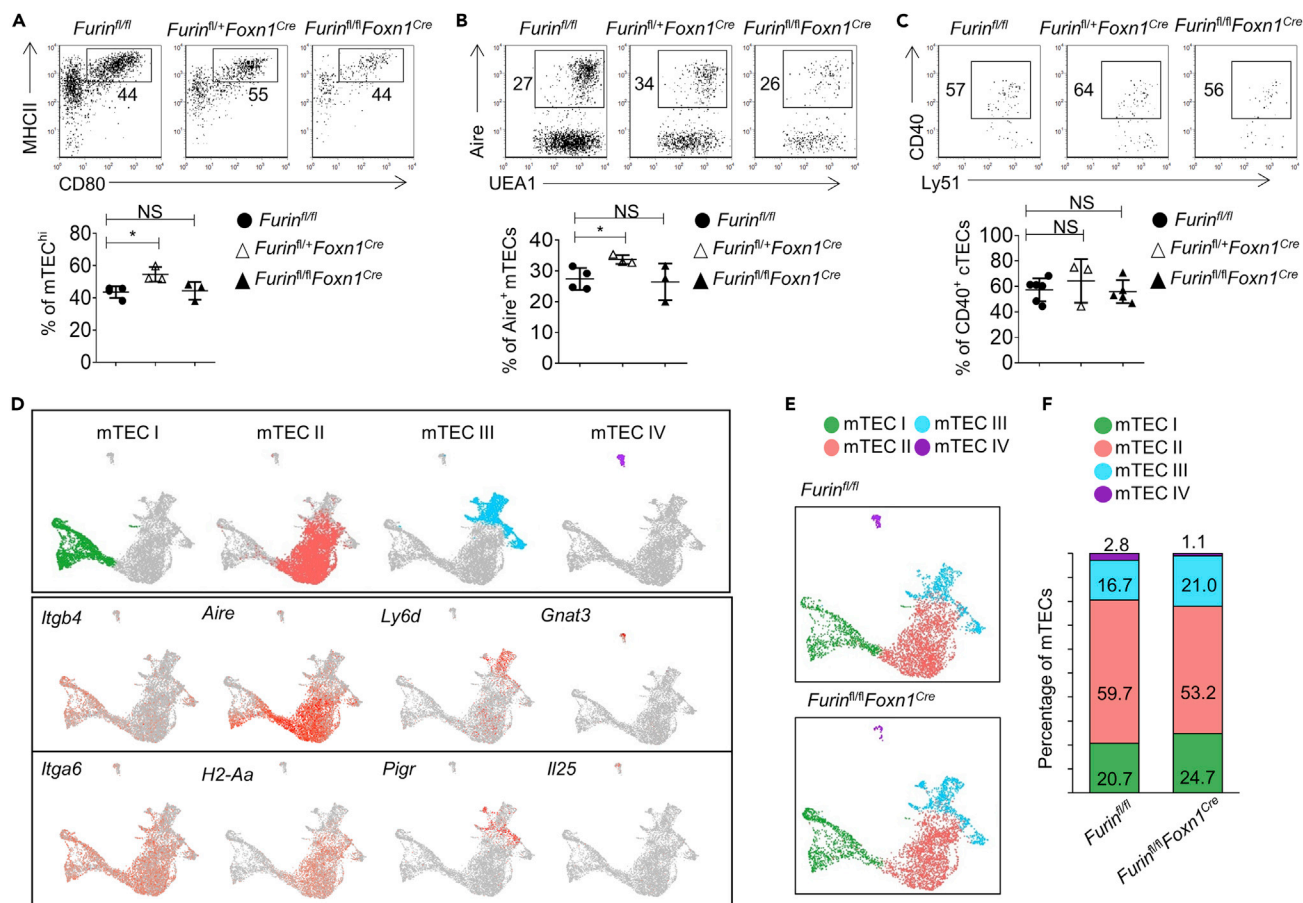 A
Furinfl/fl
Furinfl/+Foxn1Cre
Furinfl/flFoxn1Cre
MHCII
44
55
44
CD80
NS
*
% of mTEChi
80
60
40
20
0
● Furinfl/fl
△ Furinfl/+Foxn1Cre
▲ Furinfl/flFoxn1Cre
B
Furinfl/fl
Furinfl/+Foxn1Cre
Furinfl/flFoxn1Cre
Aire
27
34
26
UEA1
NS
*
% of Aire+ mTECs
40
30
20
10
0
● Furinfl/fl
△ Furinfl/+Foxn1Cre
▲ Furinfl/flFoxn1Cre
C
Furinfl/fl
Furinfl/+Foxn1Cre
Furinfl/flFoxn1Cre
CD40
57
64
56
Ly51
NS
NS
% of CD40+ cTECs
100
80
60
40
20
0
● Furinfl/fl
△ Furinfl/+Foxn1Cre
▲ Furinfl/flFoxn1Cre
D
mTEC I mTEC II mTEC III mTEC IV
Itgb4 Aire Ly6d Gnat3
Itga6 H2-Aa Pigr Il25
E
mTEC I mTEC III
mTEC II mTEC IV
Furinfl/fl
Furinfl/flFoxn1Cre
F
mTEC I
mTEC II
mTEC III
mTEC IV
Percentage of mTECs
2.8 1.1
16.7 21.0
59.7 53.2
20.7 24.7
Furinfl/fl
Furinfl/flFoxn1Cre